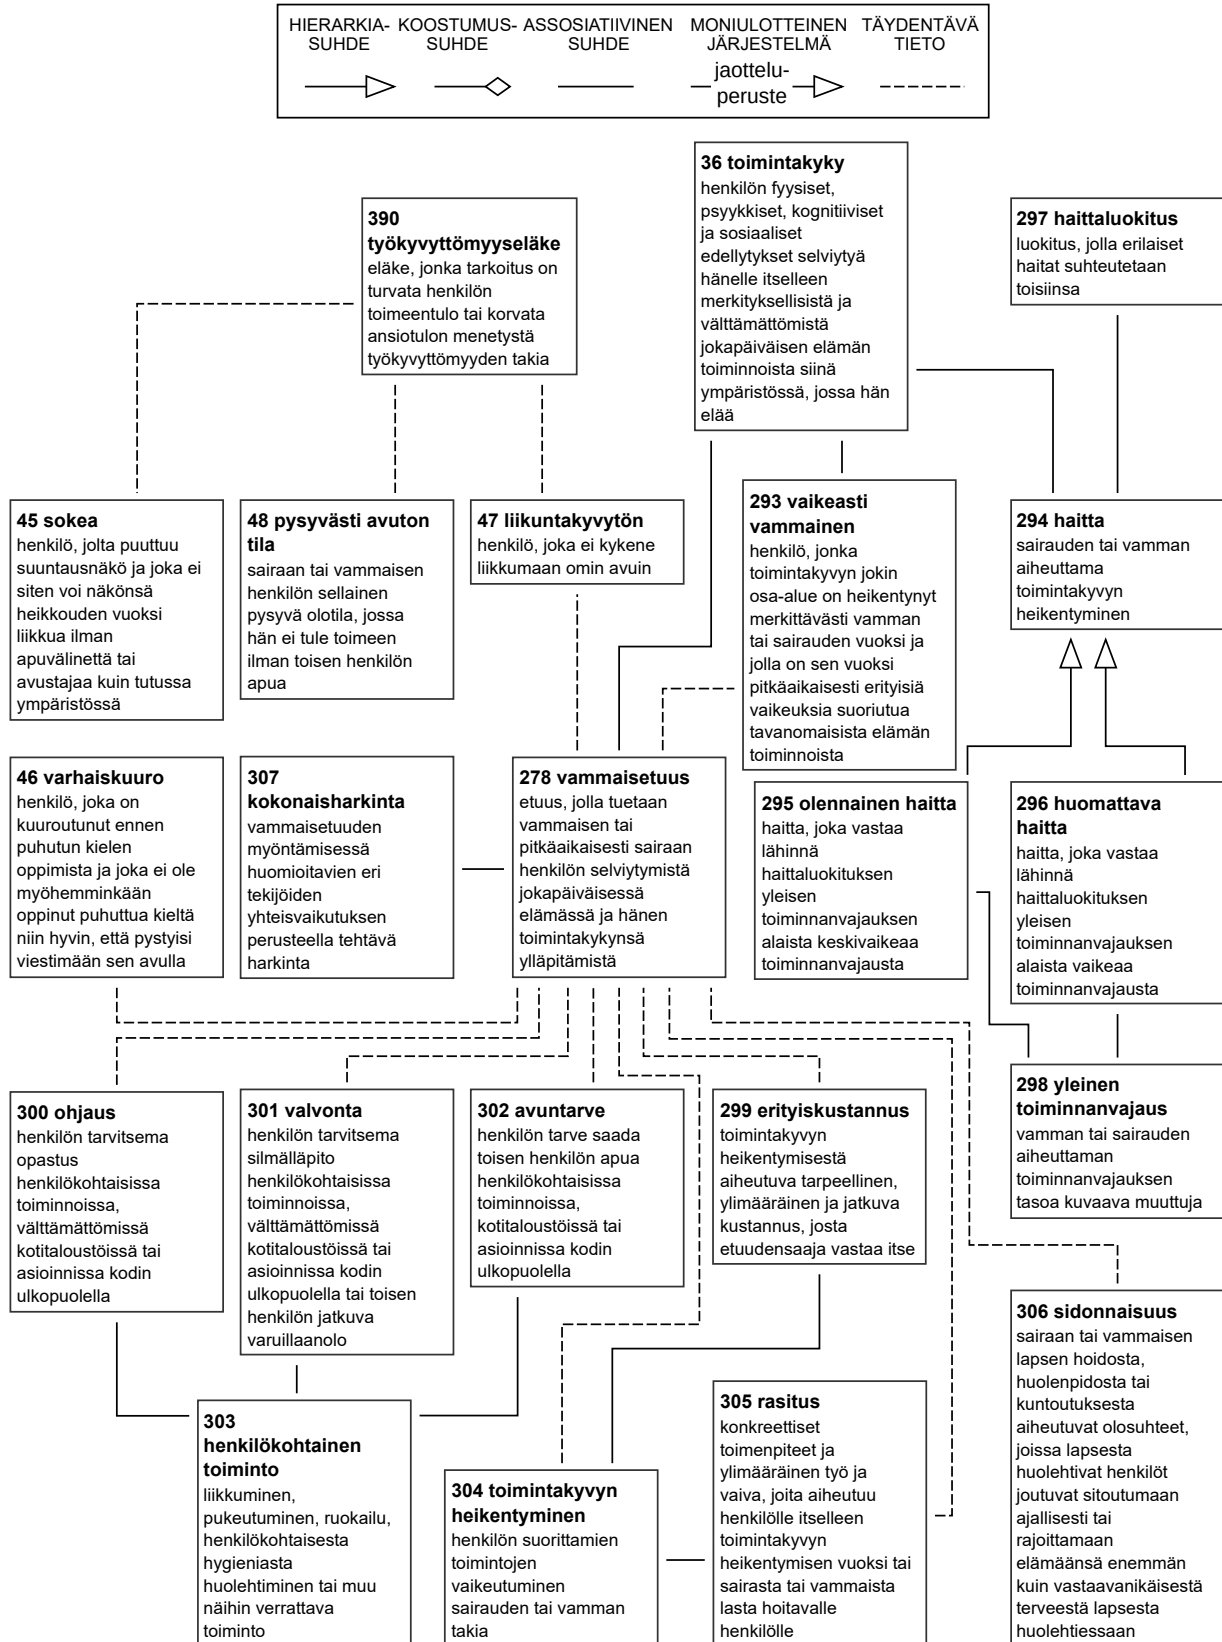 HIERARKIA-
SUHDE
KOOSTUMUS-
SUHDE
ASSOSIATIIVINEN
SUHDE
MONIULOTTEINEN
JÄRJESTELMÄ
TÄYDENTÄVÄ
TIETO
jaottelu-
peruste
36 toimintakyky
henkilön fyysiset,
psyykkiset, kognitiiviset
ja sosiaaliset
edellytykset selviytyä
hänelle itselleen
merkityksellisistä ja
välttämättömistä
jokapäiväisen elämän
toiminnoista siinä
ympäristössä, jossa hän
elää
390
työkyvyttömyyseläke
eläke, jonka tarkoitus on
turvata henkilön
toimeentulo tai korvata
ansiotulon menetystä
työkyvyttömyyden takia
297 haittaluokitus
luokitus, jolla erilaiset
haitat suhteutetaan
toisiinsa
45 sokea
henkilö, jolta puuttuu
suuntausnäkö ja joka ei
siten voi näkönsä
heikkouden vuoksi
liikkua ilman
apuvälinettä tai
avustajaa kuin tutussa
ympäristössä
48 pysyvästi avuton
tila
sairaan tai vammaisen
henkilön sellainen
pysyvä olotila, jossa
hän ei tule toimeen
ilman toisen henkilön
apua
47 liikuntakyvytön
henkilö, joka ei kykene
liikkumaan omin avuin
293 vaikeasti
vammainen
henkilö, jonka
toimintakyvyn jokin
osa-alue on heikentynyt
merkittävästi vamman
tai sairauden vuoksi ja
jolla on sen vuoksi
pitkäaikaisesti erityisiä
vaikeuksia suoriutua
tavanomaisista elämän
toiminnoista
294 haitta
sairauden tai vamman
aiheuttama
toimintakyvyn
heikentyminen
46 varhaiskuuro
henkilö, joka on
kuuroutunut ennen
puhutun kielen
oppimista ja joka ei ole
myöhemminkään
oppinut puhuttua kieltä
niin hyvin, että pystyisi
viestimään sen avulla
307
kokonaisharkinta
vammaisetuuden
myöntämisessä
huomioitavien eri
tekijöiden
yhteisvaikutuksen
perusteella tehtävä
harkinta
278 vammaisetuus
etuus, jolla tuetaan
vammaisen tai
pitkäaikaisesti sairaan
henkilön selviytymistä
jokapäiväisessä
elämässä ja hänen
toimintakykynsä
ylläpitämistä
295 olennainen haitta
haitta, joka vastaa
lähinnä
haittaluokituksen
yleisen
toiminnanvajauksen
alaista keskivaikeaa
toiminnanvajausta
296 huomattava
haitta
haitta, joka vastaa
lähinnä
haittaluokituksen
yleisen
toiminnanvajauksen
alaista vaikeaa
toiminnanvajausta
300 ohjaus
henkilön tarvitsema
opastus
henkilökohtaisissa
toiminnoissa,
välttämättömissä
kotitaloustöissä tai
asioinnissa kodin
ulkopuolella
301 valvonta
henkilön tarvitsema
silmälläpito
henkilökohtaisissa
toiminnoissa,
välttämättömissä
kotitaloustöissä tai
asioinnissa kodin
ulkopuolella tai toisen
henkilön jatkuva
varuillaanolo
302 avuntarve
henkilön tarve saada
toisen henkilön apua
henkilökohtaisissa
toiminnoissa,
kotitaloustöissä tai
asioinnissa kodin
ulkopuolella
299 erityiskustannus
toimintakyvyn
heikentymisestä
aiheutuva tarpeellinen,
ylimääräinen ja jatkuva
kustannus, josta
etuudensaaja vastaa itse
298 yleinen
toiminnanvajaus
vamman tai sairauden
aiheuttaman
toiminnanvajauksen
tasoa kuvaava muuttuja
303
henkilökohtainen
toiminto
liikkuminen,
pukeutuminen, ruokailu,
henkilökohtaisesta
hygieniasta
huolehtiminen tai muu
näihin verrattava
toiminto
304 toimintakyvyn
heikentyminen
henkilön suorittamien
toimintojen
vaikeutuminen
sairauden tai vamman
takia
305 rasitus
konkreettiset
toimenpiteet ja
ylimääräinen työ ja
vaiva, joita aiheutuu
henkilölle itselleen
toimintakyvyn
heikentymisen vuoksi tai
sairasta tai vammaista
lasta hoitavalle
henkilölle
306 sidonnaisuus
sairaan tai vammaisen
lapsen hoidosta,
huolenpidosta tai
kuntoutuksesta
aiheutuvat olosuhteet,
joissa lapsesta
huolehtivat henkilöt
joutuvat sitoutumaan
ajallisesti tai
rajoittamaan
elämäänsä enemmän
kuin vastaavanikäisestä
terveestä lapsesta
huolehtiessaan